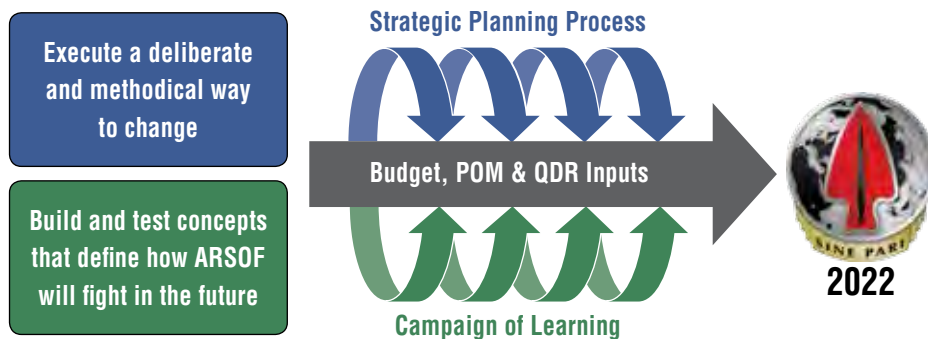 Strategic Planning Process
Execute a deliberate
and methodical way
to change
Budget, POM & QDR Inputs
Build and test concepts
that define how ARSOF
will fight in the future
SINE PARI
2022
Campaign of Learning